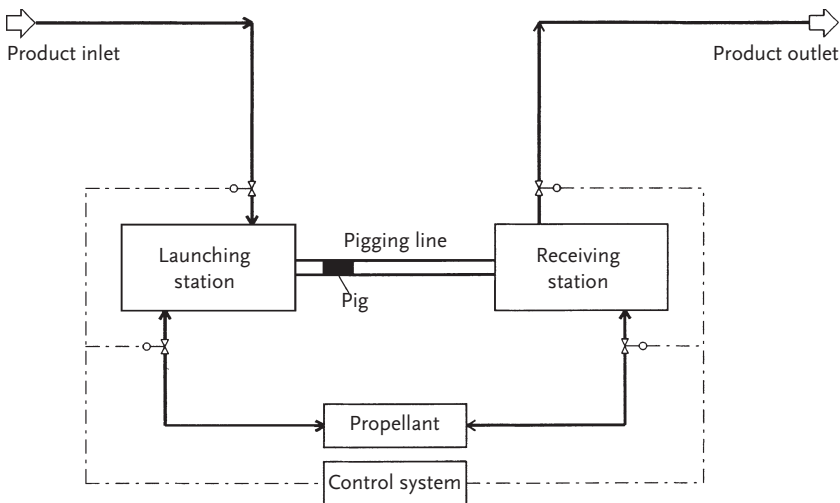 Product inlet
Product outlet
Launching
station
Pigging line
Pig
Receiving
station
Propellant
Control system